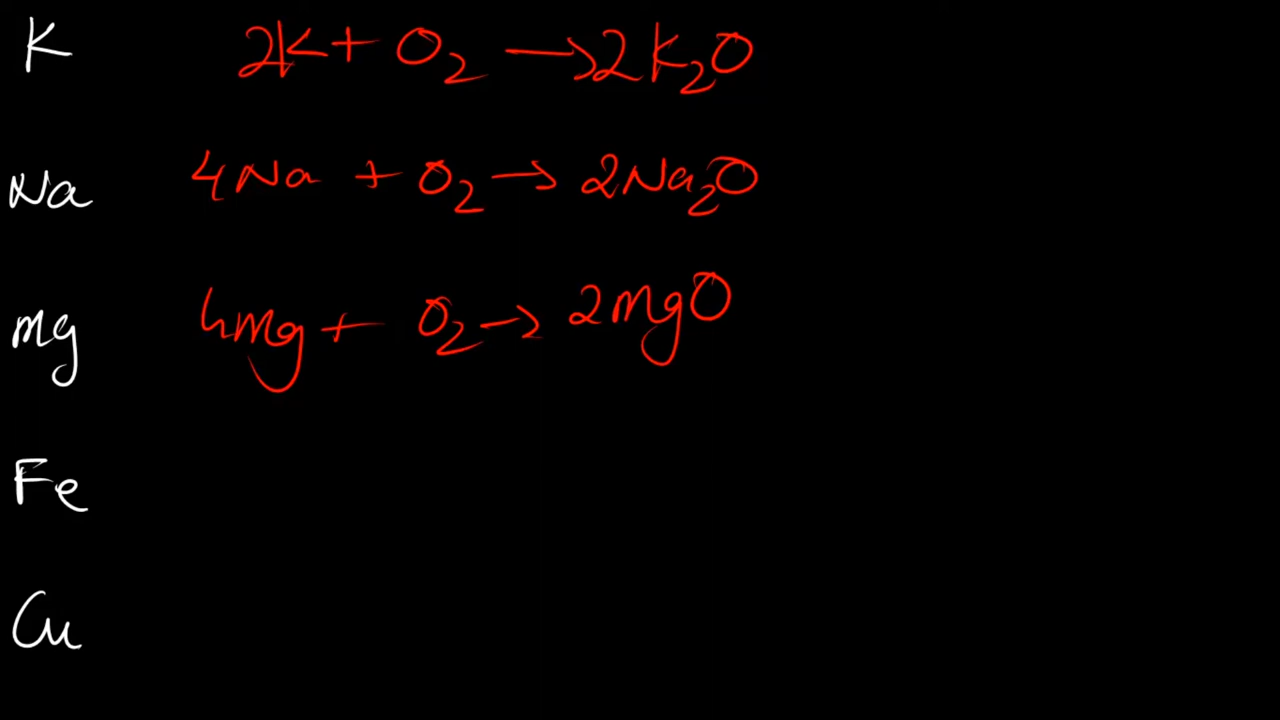 K 2K + O₂ → 2K₂O
Na 4Na + O₂ → 2Na₂O
Mg 4Mg + O₂ → 2MgO
Fe
Cu